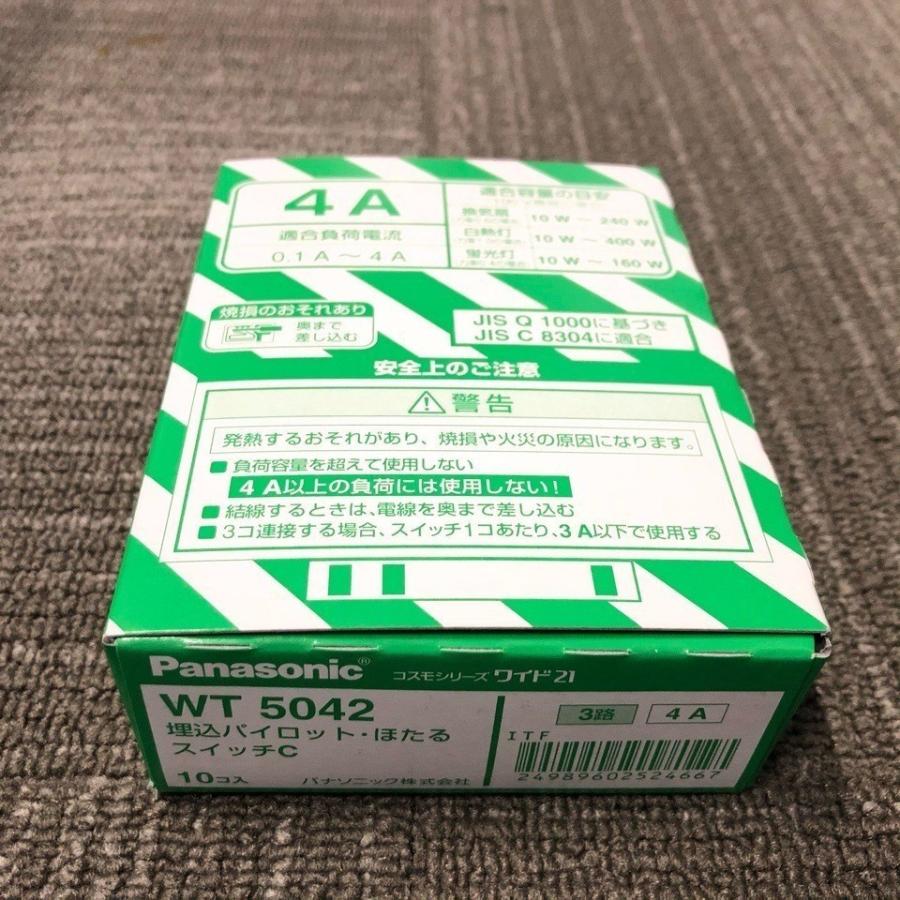 4A
適合負荷電流
0.1A～4A
適合容量の目安
換気扇 10W～240W
白熱灯 10W～400W
蛍光灯 10W～160W
焼損のおそれあり
奥まで
差し込む
JIS Q 1000に基づき
JIS C 8304に適合
安全上のご注意
警告
発熱するおそれがあり、焼損や火災の原因になります。
■負荷容量を超えて使用しない
4A以上の負荷には使用しない!
■結線するときは、電線を奥まで差し込む
■3コ連接する場合、スイッチ1コあたり、3A以下で使用する
Panasonic® コスモシリーズ ワイド21
WT 5042
埋込パイロット・ほたる
スイッチC
10コ入 パナソニック株式会社
3路 4A
ITF
24989602524667